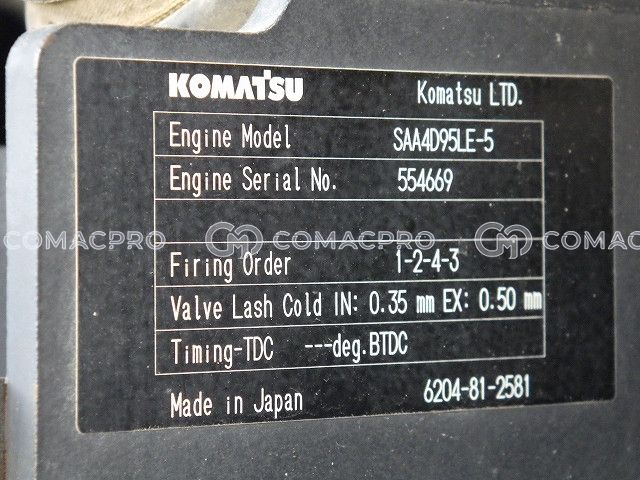 KOMATSU Komatsu LTD.
Engine Model SAA4D95LE-5
Engine Serial No. 554669
COMACPRO CM COMACPRO CM COMACPRO
Firing Order 1-2-4-3
Valve Lash Cold IN: 0.35 mm EX: 0.50 mm
Timing-TDC ---deg.BTDC
Made in Japan 6204-81-2581